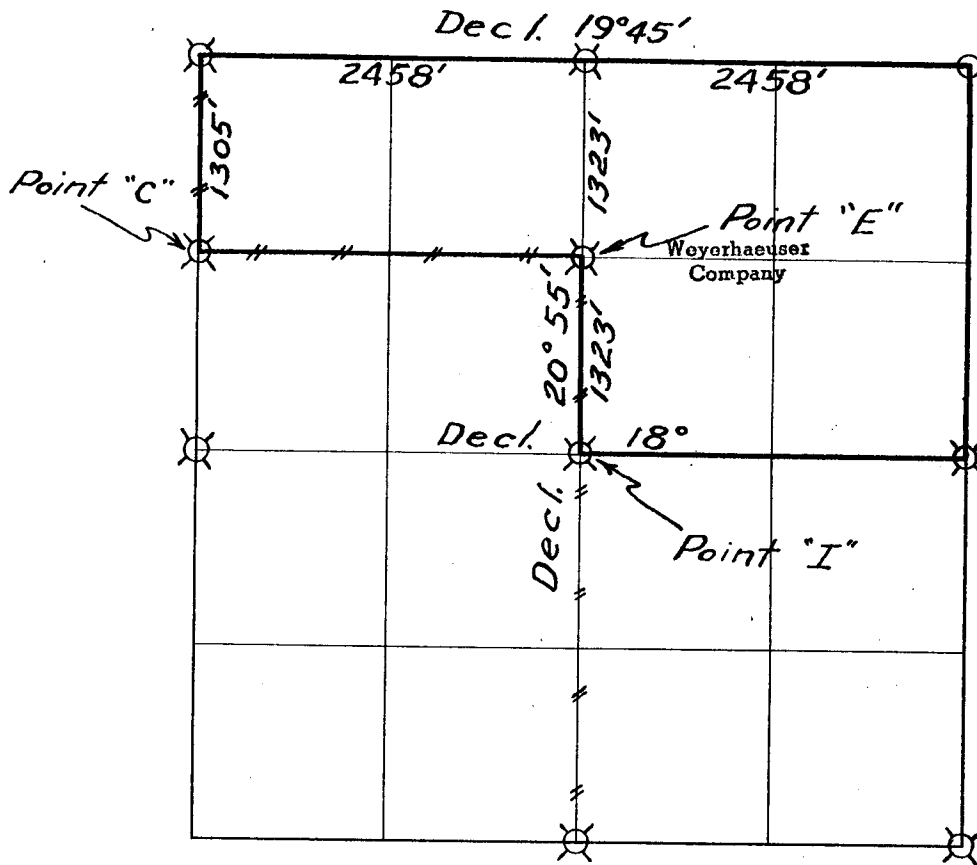 Decl. 19°45'
2458' 2458'
1305'
1323'
Point "C"
Point "E"
Weyerhaeuser
Company
20° 55'
1323'
Decl. 18°
Decl.
Point "I"